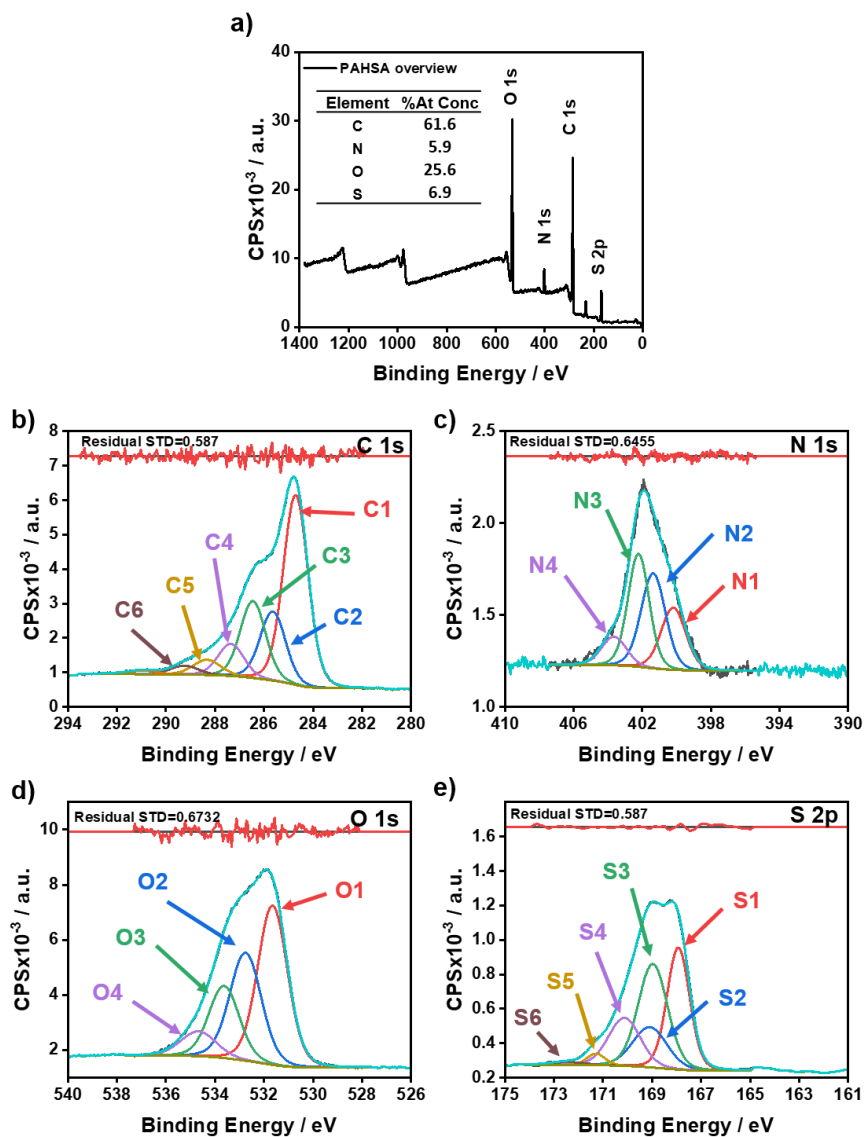 a)
PAHSA overview
Element %At Conc
C 61.6
N 5.9
O 25.6
S 6.9
O 1s
N 1s
C 1s
S 2p
CPSx10-3 / a.u.
40
30
20
10
0
1400 1200 1000 800 600 400 200 0
Binding Energy / eV
b)
Residual STD=0.587
C 1s
C1
C2
C3
C4
C5
C6
CPSx10-3 / a.u.
8
7
6
5
4
3
2
1
0
294 292 290 288 286 284 282 280
Binding Energy / eV
c)
Residual STD=0.6455
N 1s
N1
N2
N3
N4
CPSx10-3 / a.u.
2.5
2.0
1.5
1.0
410 406 402 398 394 390
Binding Energy / eV
d)
Residual STD=0.6732
O 1s
O1
O2
O3
O4
CPSx10-3 / a.u.
10
8
6
4
2
540 538 536 534 532 530 528 526
Binding Energy / eV
e)
Residual STD=0.587
S 2p
S1
S2
S3
S4
S5
S6
CPSx10-3 / a.u.
1.6
1.4
1.2
1.0
0.8
0.6
0.4
0.2
175 173 171 169 167 165 163 161
Binding Energy / eV